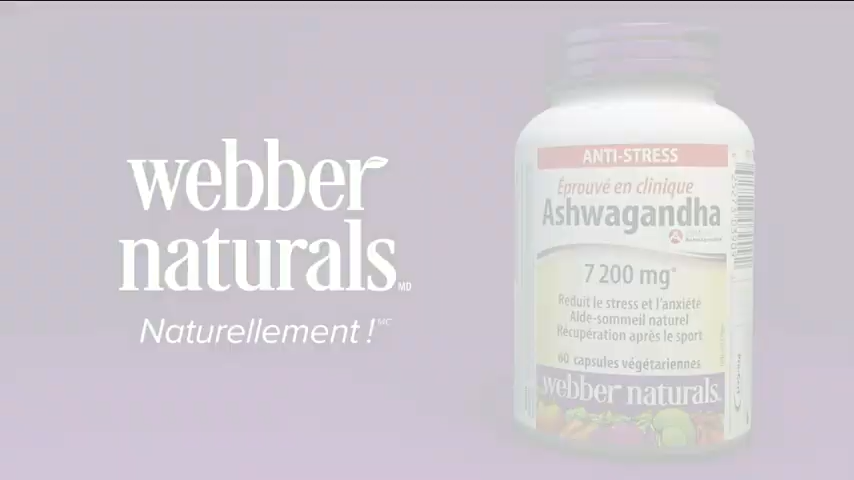 webber
naturals
MD
Naturellement !
MC
ANTI-STRESS
Éprouvé en clinique
Ashwagandha
7 200 mg*
Réduit le stress et l'anxiété
Aide-sommeil naturel
Récupération après le sport
60 capsules végétariennes
webber naturals